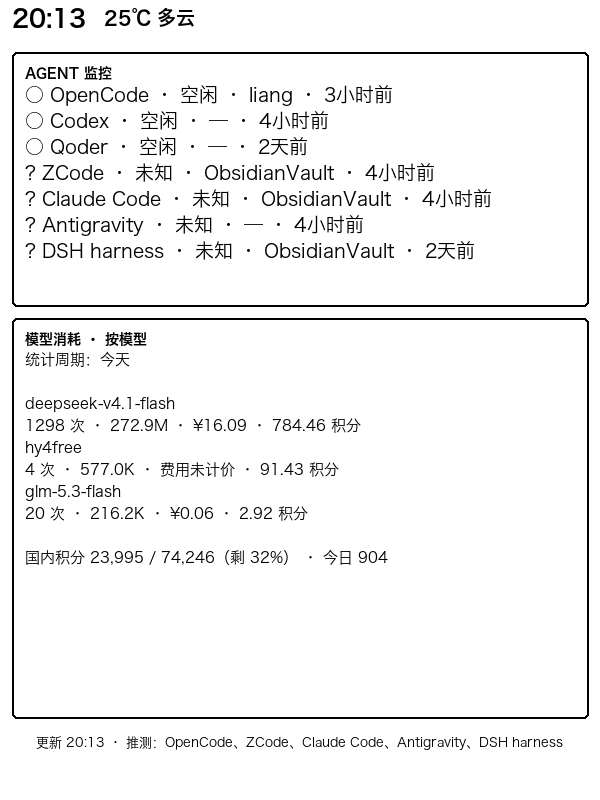 20:13 25℃ 多云
AGENT 监控
○ OpenCode · 空闲 · liang · 3小时前
○ Codex · 空闲 · — · 4小时前
○ Qoder · 空闲 · — · 2天前
? ZCode · 未知 · ObsidianVault · 4小时前
? Claude Code · 未知 · ObsidianVault · 4小时前
? Antigravity · 未知 · — · 4小时前
? DSH harness · 未知 · ObsidianVault · 2天前
模型消耗 · 按模型
统计周期：今天
deepseek-v4.1-flash
1298 次 · 272.9M · ¥16.09 · 784.46 积分
hy4free
4 次 · 577.0K · 费用未计价 · 91.43 积分
glm-5.3-flash
20 次 · 216.2K · ¥0.06 · 2.92 积分
国内积分 23,995 / 74,246（剩 32%） · 今日 904
更新 20:13 · 推测：OpenCode、ZCode、Claude Code、Antigravity、DSH harness